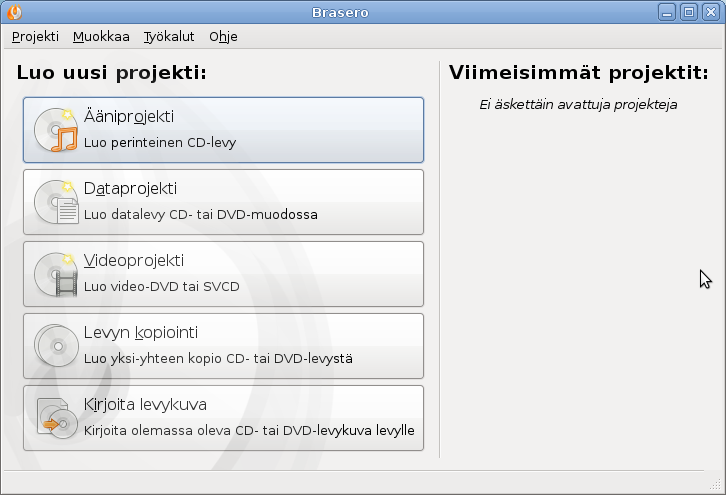 Brasero
Projekti Muokkaa Työkalut Ohje
Luo uusi projekti:
Ääniprojekti
Luo perinteinen CD-levy
Dataprojekti
Luo datalevy CD- tai DVD-muodossa
Videoprojekti
Luo video-DVD tai SVCD
Levyn kopiointi
Luo yksi-yhteen kopio CD- tai DVD-levystä
Kirjoita levykuva
Kirjoita olemassa oleva CD- tai DVD-levykuva levylle
Viimeisimmät projektit:
Ei äskettäin avattuja projekteja